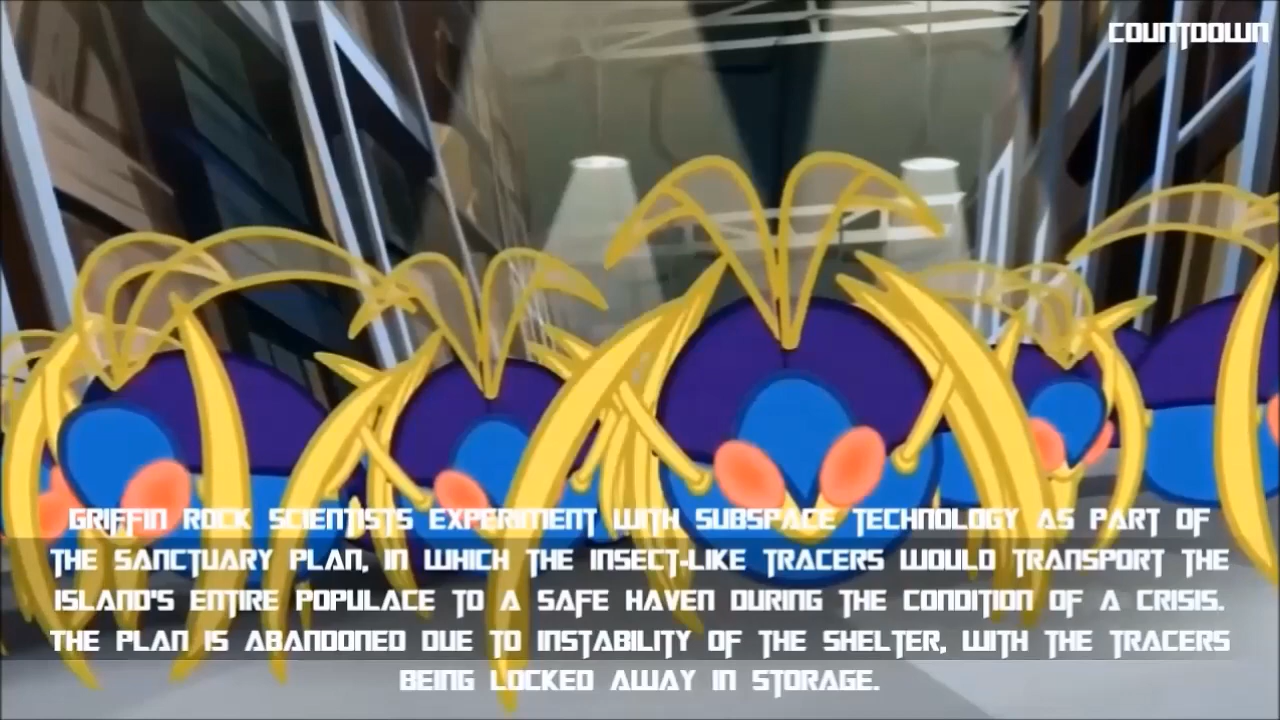 COUNTDOWN
GRIFFIN ROCK SCIENTISTS EXPERIMENT WITH SUBSPACE TECHNOLOGY AS PART OF
THE SANCTUARY PLAN, IN WHICH THE INSECT-LIKE TRACERS WOULD TRANSPORT THE
ISLAND'S ENTIRE POPULACE TO A SAFE HAVEN DURING THE CONDITION OF A CRISIS.
THE PLAN IS ABANDONED DUE TO INSTABILITY OF THE SHELTER, WITH THE TRACERS
BEING LOCKED AWAY IN STORAGE.